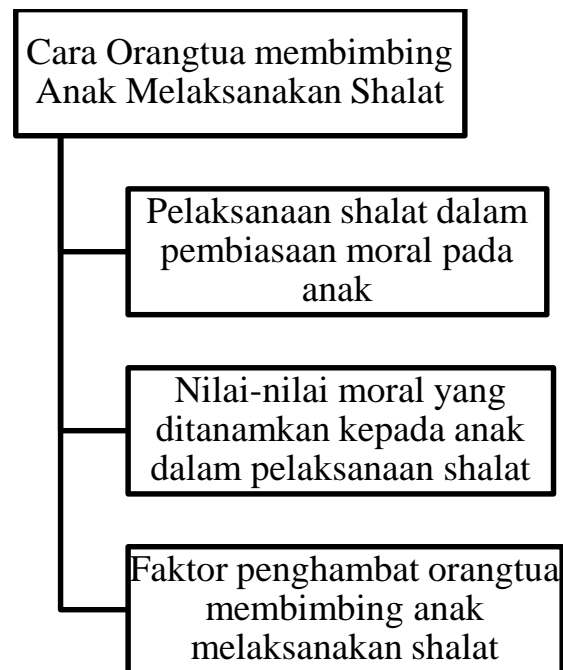 Cara Orangtua membimbing
Anak Melaksanakan Shalat
Pelaksanaan shalat dalam
pembiasaan moral pada
anak
Nilai-nilai moral yang
ditanamkan kepada anak
dalam pelaksanaan shalat
Faktor penghambat orangtua
membimbing anak
melaksanakan shalat